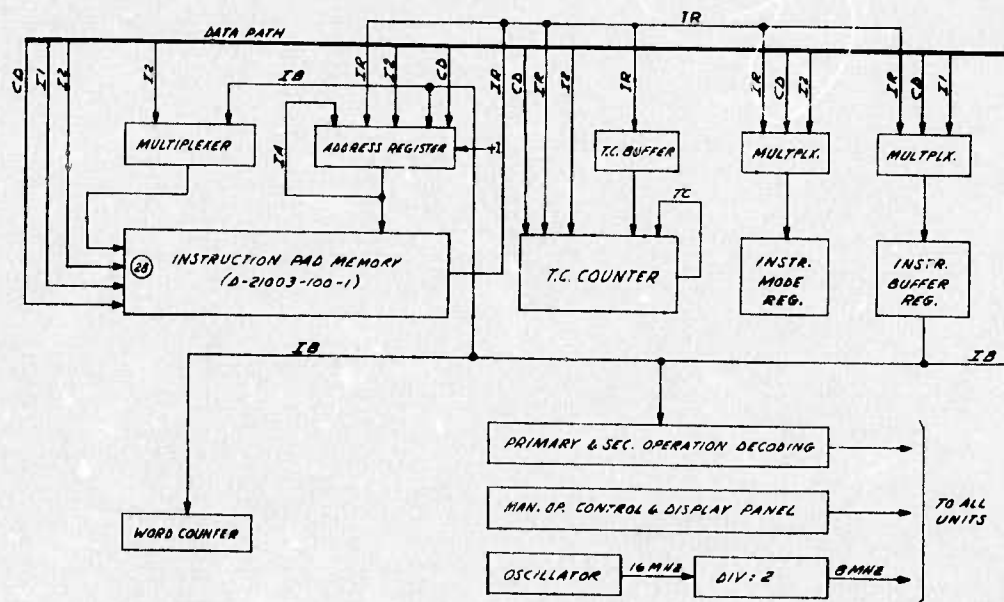 IR
DATA PATH
CD
I1
I2
I2
IB
IR
I2
CD
IR
CD
IR
I2
IR
IR
CD
I2
IR
CD
I1
MULTIPLEXER
IA
ADDRESS REGISTER
+1
T.C. BUFFER
MULTPLX.
MULTPLX.
TC
28
INSTRUCTION PAD MEMORY
(D-21003-100-1)
T.C. COUNTER
INSTR.
MODE
REG.
INSTR.
BUFFER
REG.
IB
IB
PRIMARY & SEC. OPERATION DECODING
MAN. OP. CONTROL & DISPLAY PANEL
TO ALL
UNITS
WORD COUNTER
OSCILLATOR
16 MHZ
DIV: 2
8 MHZ